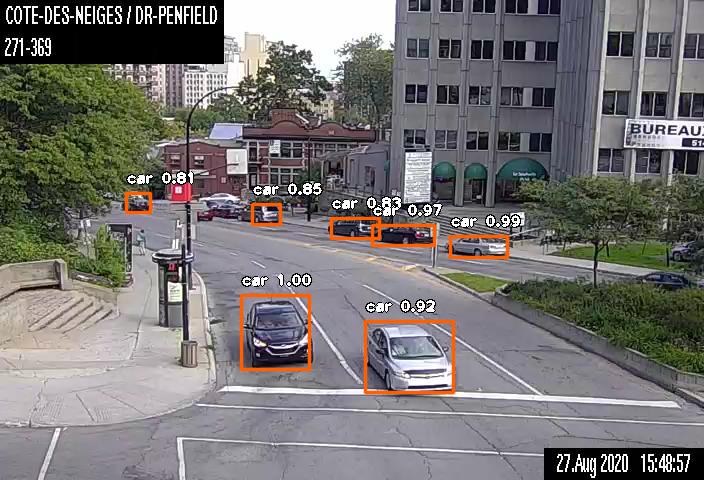 COTE-DES-NEIGES / DR-PENFIELD
271-369
car 0.81
car 0.85
car 0.83
car 0.97
car 0.99
car 1.00
car 0.92
BUREAUX
514
27.Aug 2020 15:48:57